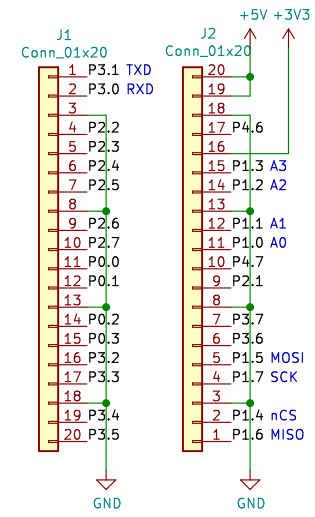 +5V +3V3
J1
Conn_01x20
J2
Conn_01x20
1 P3.1 TXD
2 P3.0 RXD
3
4 P2.2
5 P2.3
6 P2.4
7 P2.5
8
9 P2.6
10 P2.7
11 P0.0
12 P0.1
13
14 P0.2
15 P0.3
16 P3.2
17 P3.3
18
19 P3.4
20 P3.5
GND
20
19
18
17 P4.6
16
15 P1.3 A3
14 P1.2 A2
13
12 P1.1 A1
11 P1.0 A0
10 P4.7
9 P2.1
8
7 P3.7
6 P3.6
5 P1.5 MOSI
4 P1.7 SCK
3
2 P1.4 nCS
1 P1.6 MISO
GND